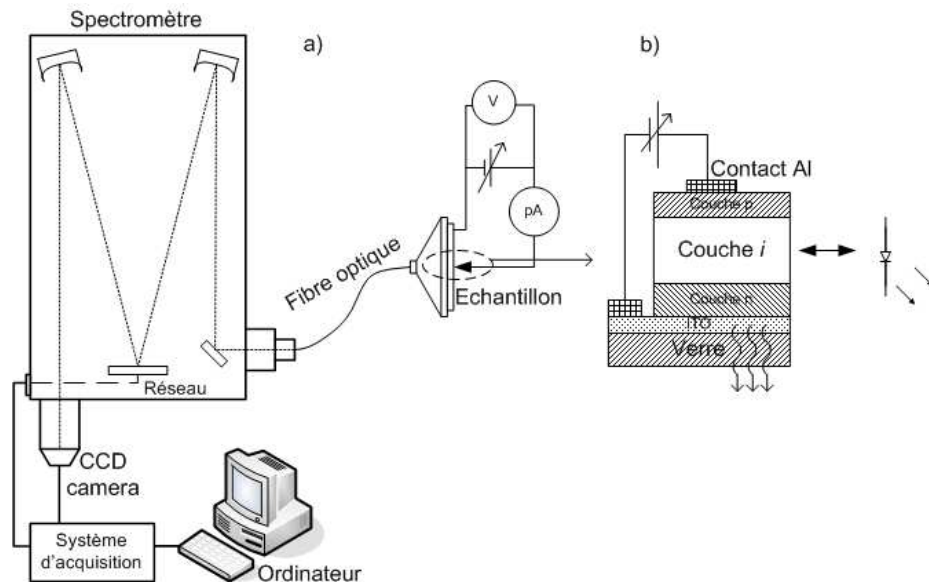 Spectromètre
a)
b)
V
pA
Fibre optique
Echantillon
Réseau
CCD
camera
Système
d'acquisition
Ordinateur
Contact Al
Couche p
Couche i
Couche n
ITO
Verre